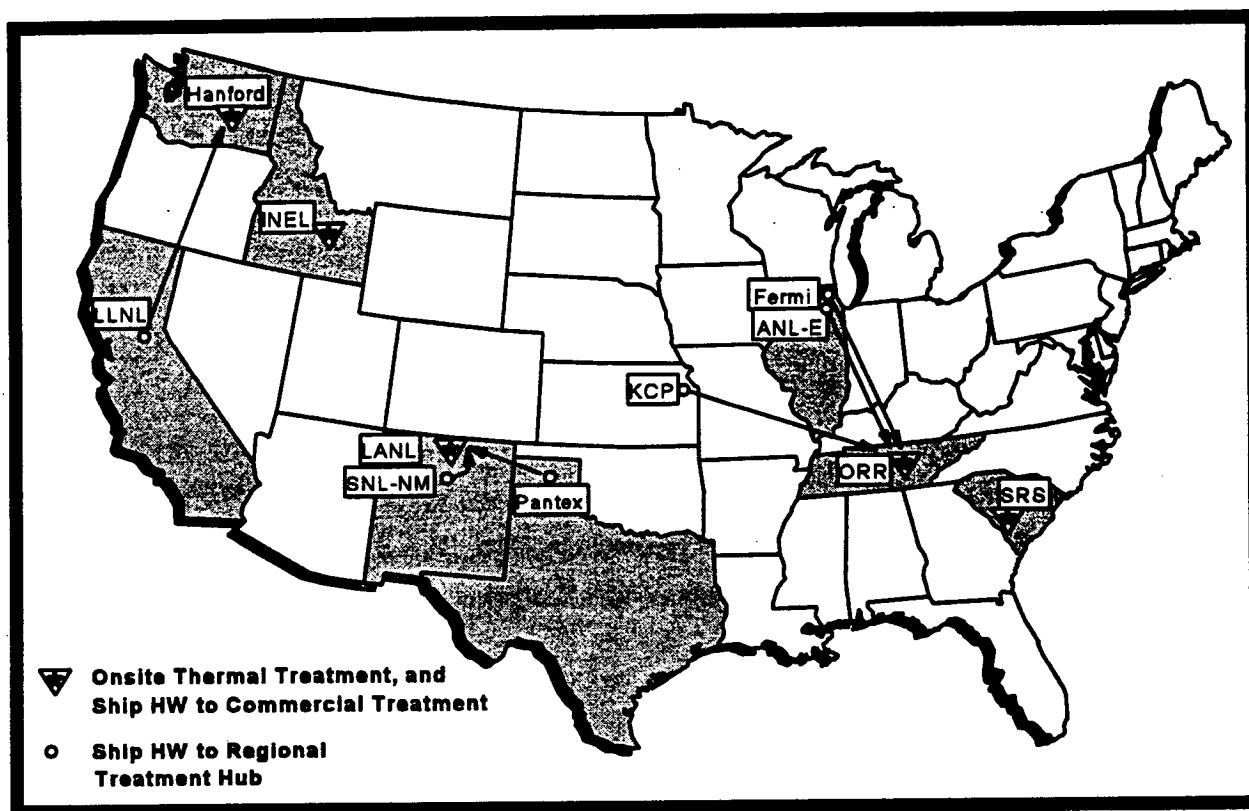 Hanford
INEL
LLNL
Fermi
ANL-E
KCP
LANL
SNL-NM
Pantex
ORR
SRS
Onsite Thermal Treatment, and
Ship HW to Commercial Treatment
Ship HW to Regional
Treatment Hub